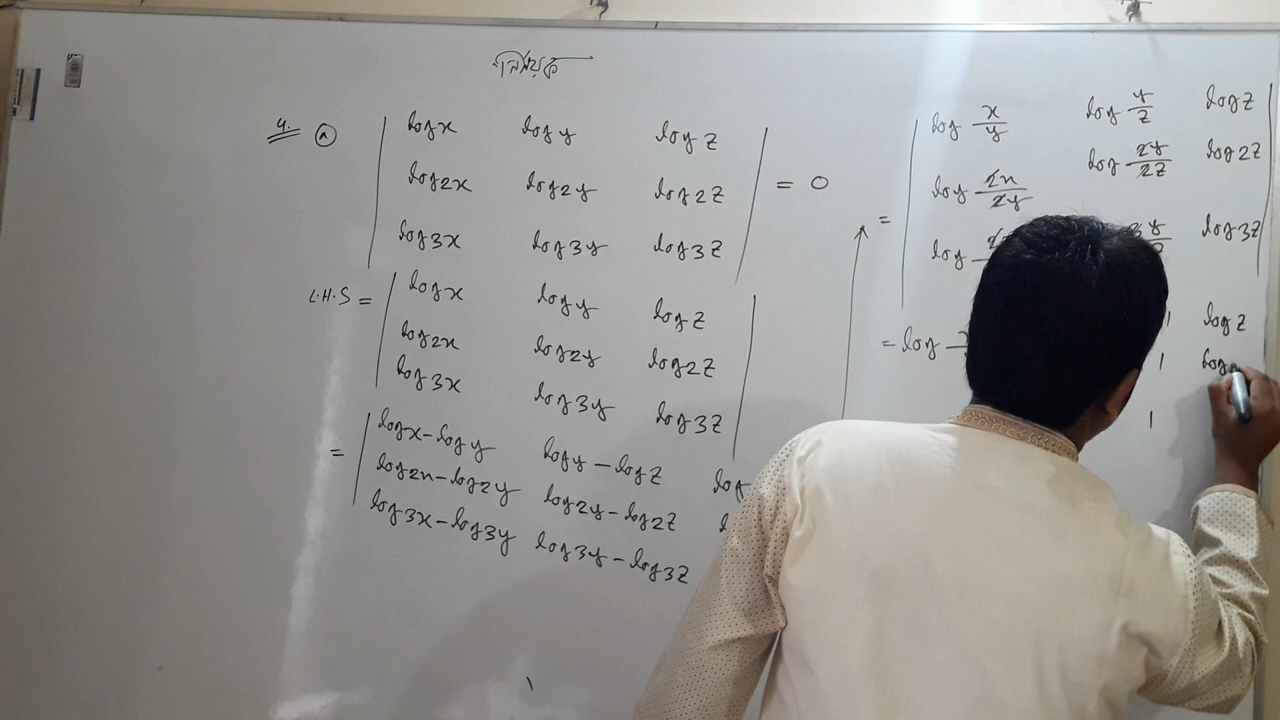 নির্ণায়ক
4. ⓐ | log x log y log z |
| log 2x log 2y log 2z | = 0
| log 3x log 3y log 3z |
L.H.S = | log x log y log z |
| log 2x log 2y log 2z |
| log 3x log 3y log 3z |
= | log x – log y log y – log z log
log 2x – log 2y log 2y – log 2z
log 3x – log 3y log 3y – log 3z
= | log x/y log y/z log z |
| log 2x/2y log 2y/2z log 2z |
| log log 3z |
= log 1 log z
1 log
1